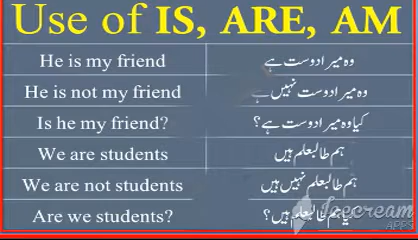 Use of IS, ARE, AM
He is my friend وہ میرا دوست ہے
He is not my friend وہ میرا دوست نہیں ہے
Is he my friend? کیا وہ میرا دوست ہے؟
We are students ہم طالبعلم ہیں
We are not students ہم طالبعلم نہیں ہیں
Are we students? کیا ہم طالبعلم ہیں؟
Icecream
APPS